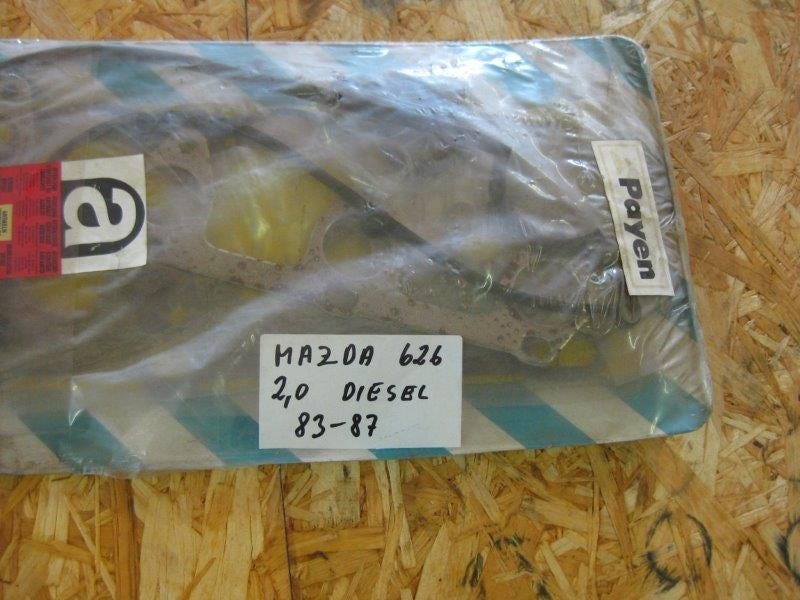 a
Payen
MAZDA 626
2,0 DIESEL
83-87